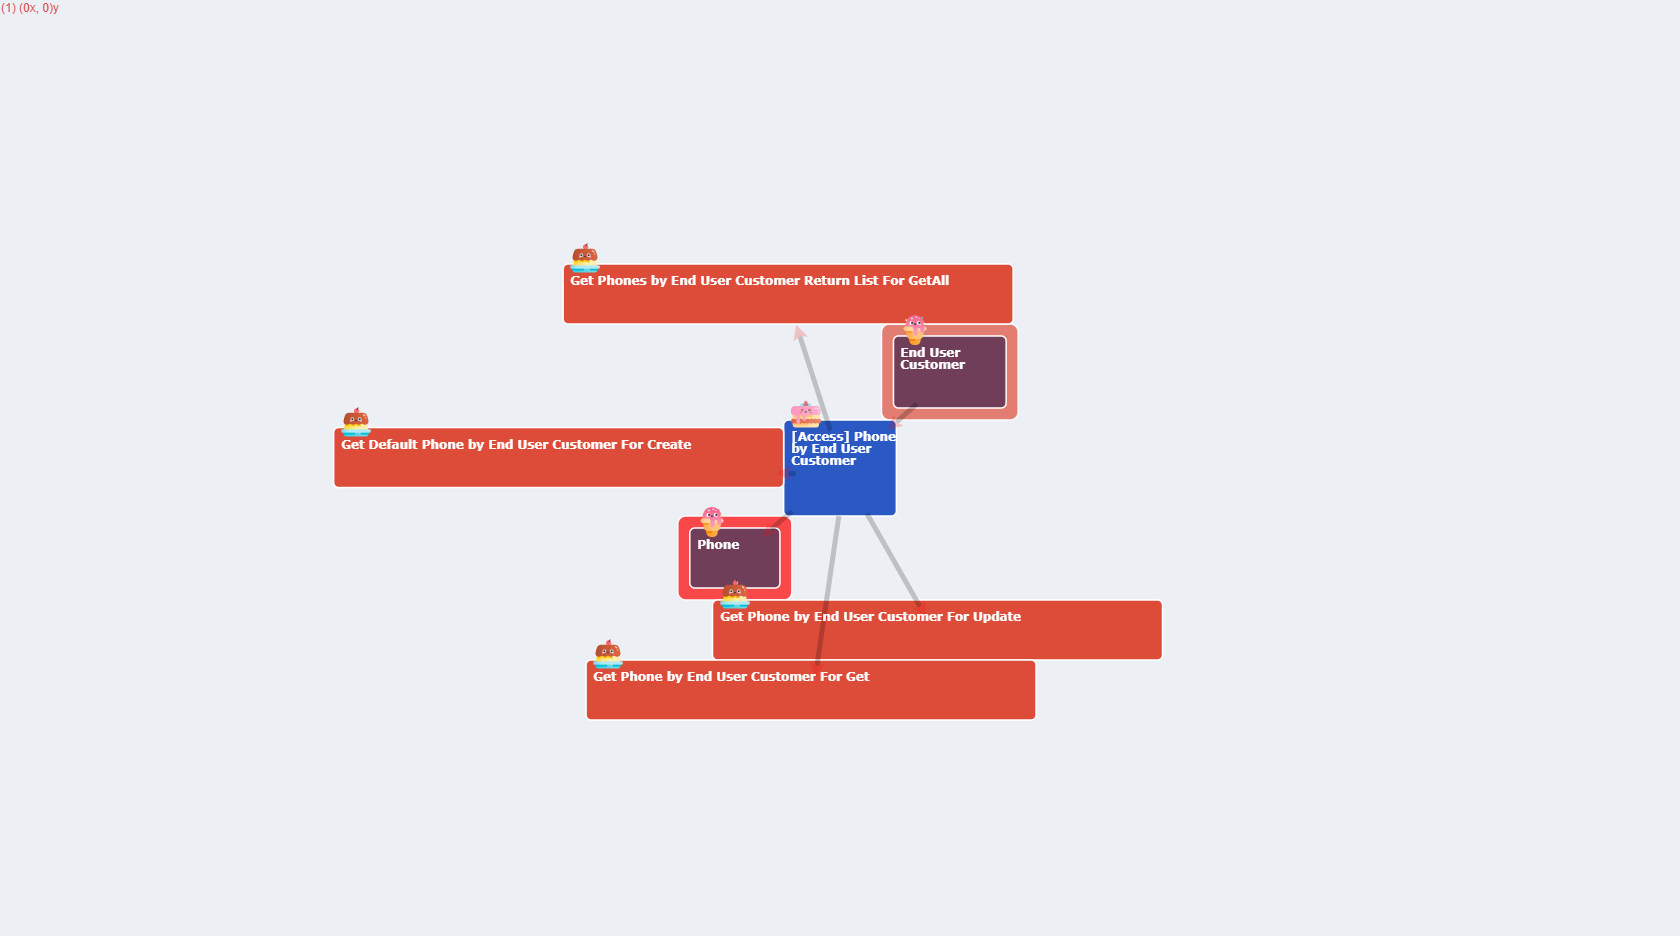 (1) (0x, 0)y
Get Phones by End User Customer Return List For GetAll
End User
Customer
[Access] Phone
by End User
Customer
Get Default Phone by End User Customer For Create
Phone
Get Phone by End User Customer For Update
Get Phone by End User Customer For Get